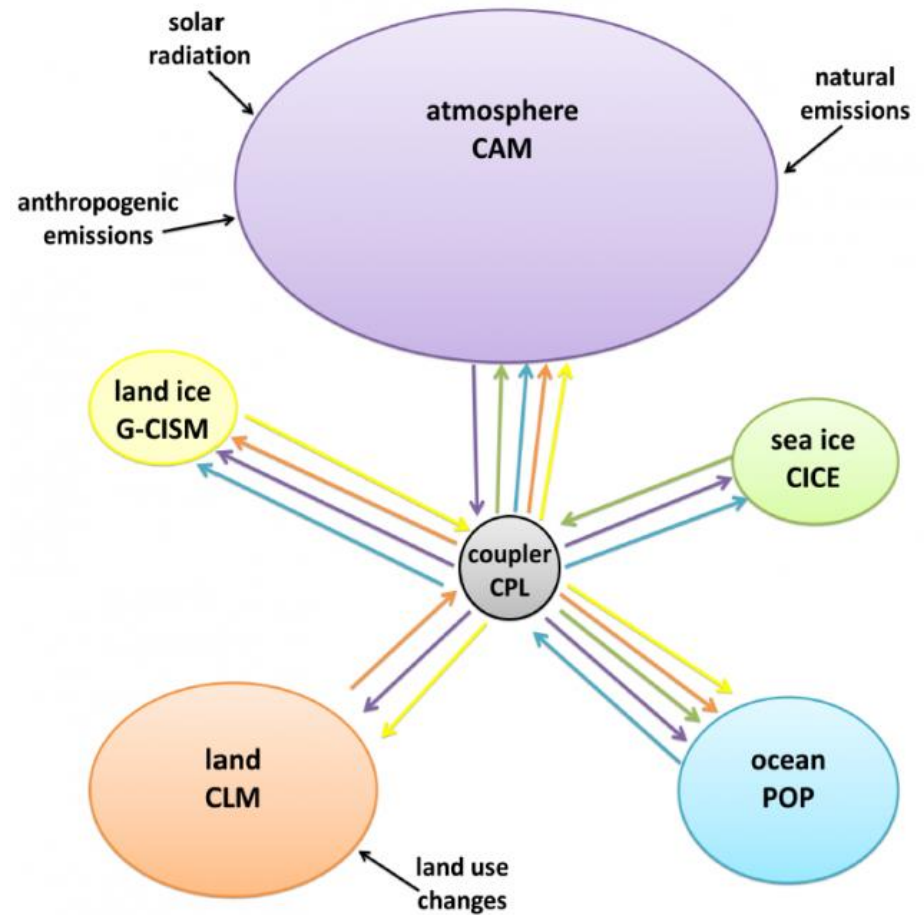 solar
radiation
natural
emissions
atmosphere
CAM
anthropogenic
emissions
land ice
G-CISM
sea ice
CICE
coupler
CPL
land
CLM
ocean
POP
land use
changes